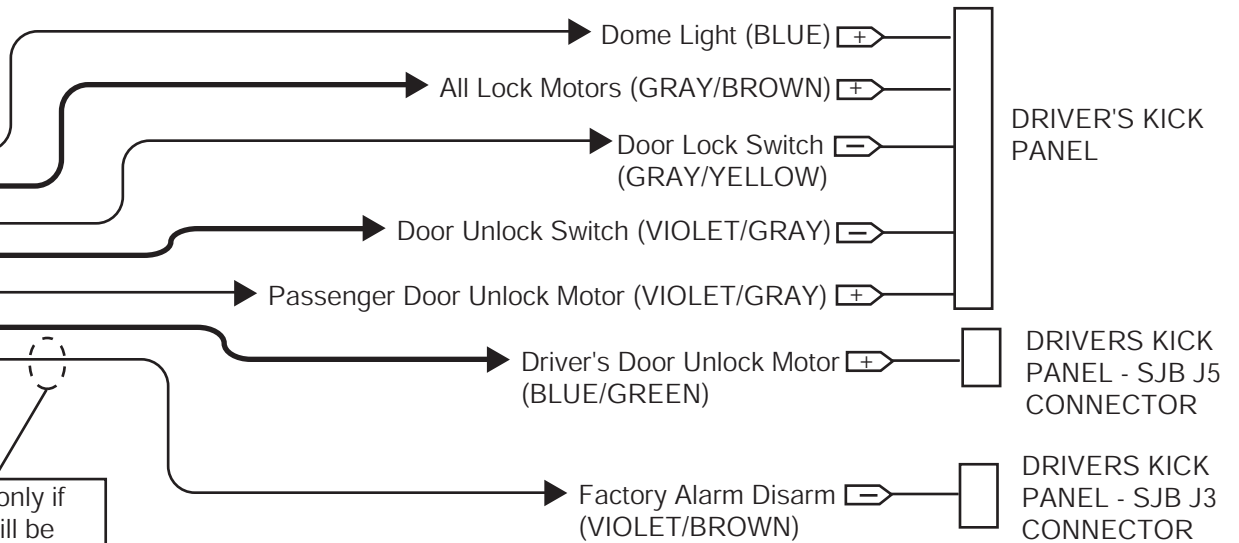 Dome Light (BLUE) +
All Lock Motors (GRAY/BROWN) +
DRIVER'S KICK
PANEL
Door Lock Switch −
(GRAY/YELLOW)
Door Unlock Switch (VIOLET/GRAY) −
Passenger Door Unlock Motor (VIOLET/GRAY) +
Driver's Door Unlock Motor +
(BLUE/GREEN)
DRIVERS KICK
PANEL - SJB J5
CONNECTOR
Factory Alarm Disarm −
(VIOLET/BROWN)
DRIVERS KICK
PANEL - SJB J3
CONNECTOR
only if
ill be